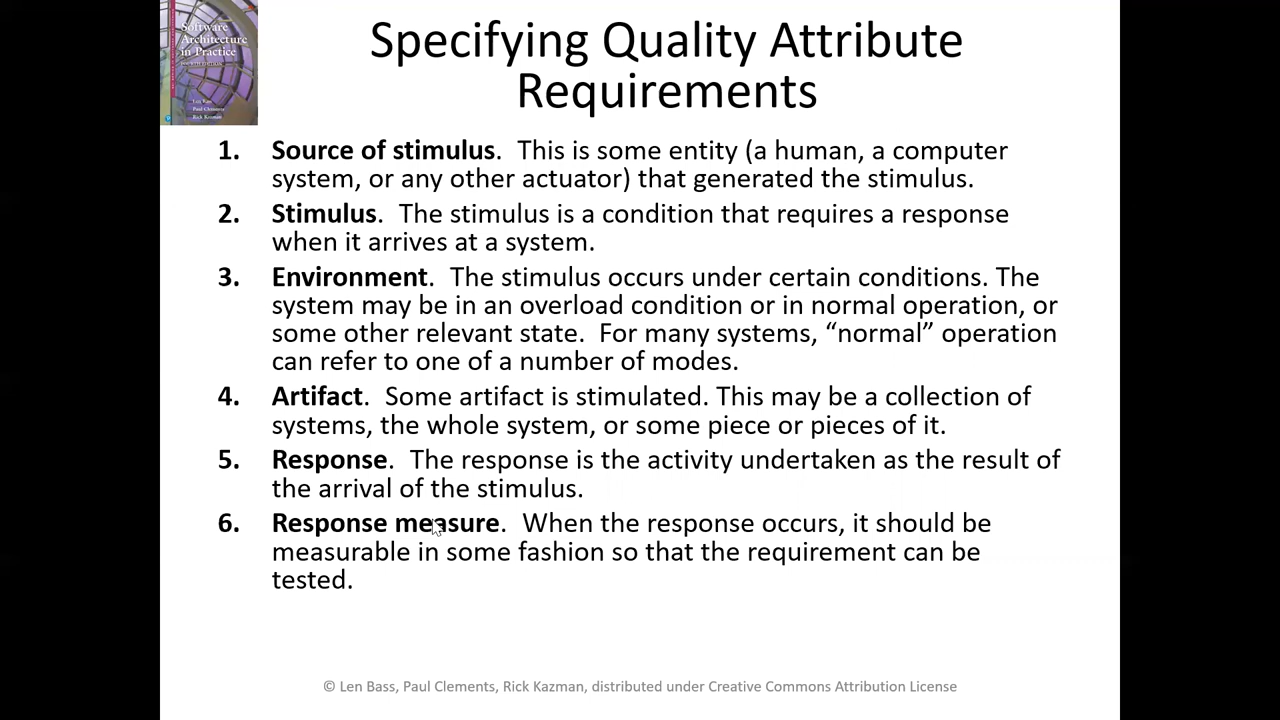 Software
Architecture
in Practice
Len Bass
Paul Clements
Rick Kazman
Specifying Quality Attribute
Requirements
1. Source of stimulus. This is some entity (a human, a computer
system, or any other actuator) that generated the stimulus.
2. Stimulus. The stimulus is a condition that requires a response
when it arrives at a system.
3. Environment. The stimulus occurs under certain conditions. The
system may be in an overload condition or in normal operation, or
some other relevant state. For many systems, “normal” operation
can refer to one of a number of modes.
4. Artifact. Some artifact is stimulated. This may be a collection of
systems, the whole system, or some piece or pieces of it.
5. Response. The response is the activity undertaken as the result of
the arrival of the stimulus.
6. Response measure. When the response occurs, it should be
measurable in some fashion so that the requirement can be
tested.
© Len Bass, Paul Clements, Rick Kazman, distributed under Creative Commons Attribution License